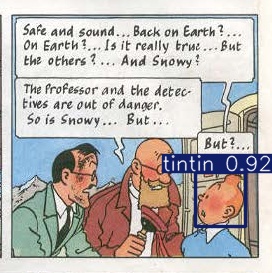 Safe and sound... Back on Earth?...
On Earth?... Is it really true... But
the others?... And Snowy?
The Professor and the detec-
tives are out of danger.
So is Snowy... But...
But?...
tintin 0.92